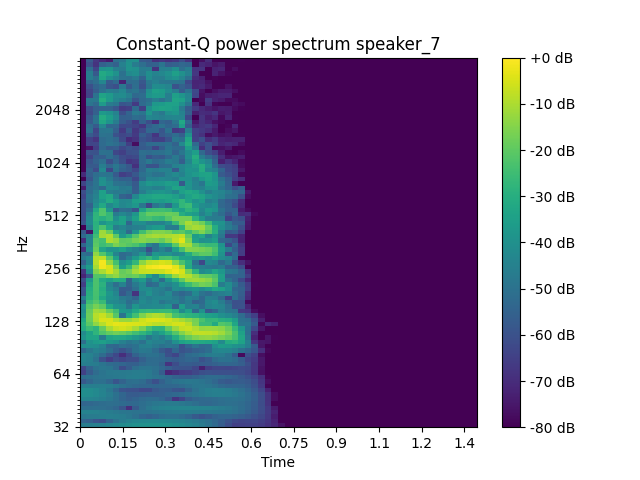 Constant-Q power spectrum speaker_7
Hz
2048
1024
512
256
128
64
32
0 0.15 0.3 0.45 0.6 0.75 0.9 1.1 1.2 1.4
Time
+0 dB
-10 dB
-20 dB
-30 dB
-40 dB
-50 dB
-60 dB
-70 dB
-80 dB